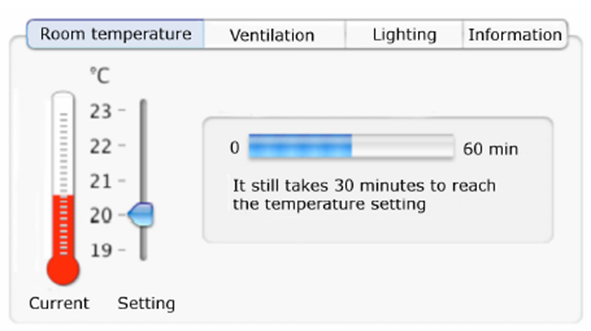 Room temperature Ventilation Lighting Information
°C
23
22
21
20
19
Current Setting
0 60 min
It still takes 30 minutes to reach
the temperature setting